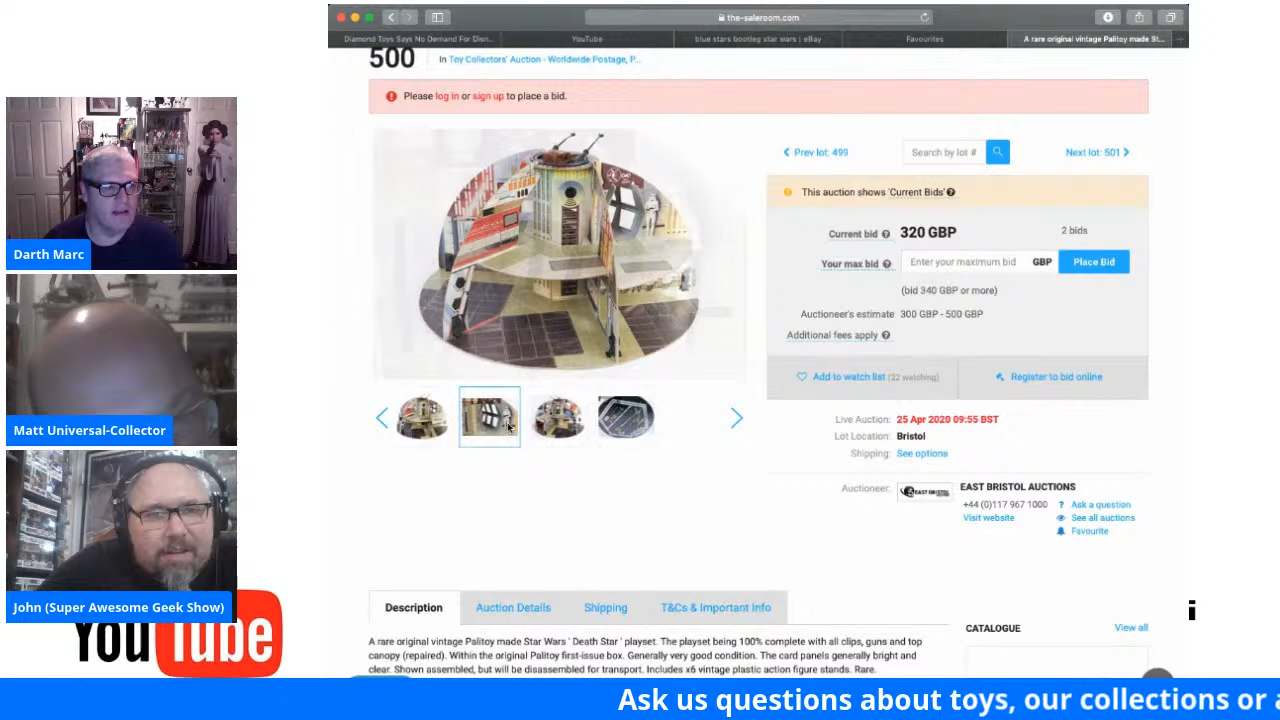 the-saleroom.com
Diamond Toys Says No Demand For Disn...
YouTube
blue stars bootleg star wars | eBay
Favourites
A rare original vintage Palitoy made St...
500
In Toy Collectors' Auction - Worldwide Postage, P...
Please log in or sign up to place a bid.
Prev lot: 499
Search by lot #
Next lot: 501
This auction shows 'Current Bids'
Current bid
320 GBP
2 bids
Your max bid
Enter your maximum bid
GBP
Place Bid
(bid 340 GBP or more)
Auctioneer's estimate
300 GBP - 500 GBP
Additional fees apply
Add to watch list (22 watching)
Register to bid online
Live Auction:
25 Apr 2020 09:55 BST
Lot Location:
Bristol
Shipping:
See options
Auctioneer:
EAST BRISTOL
EAST BRISTOL AUCTIONS
+44 (0)117 967 1000
Ask a question
Visit website
See all auctions
Favourite
Description
Auction Details
Shipping
T&Cs & Important Info
A rare original vintage Palitoy made Star Wars ' Death Star ' playset. The playset being 100% complete with all clips, guns and top
canopy (repaired). Within the original Palitoy first-issue box. Generally very good condition. The card panels generally bright and
clear. Shown assembled, but will be disassembled for transport. Includes x6 vintage plastic action figure stands. Rare.
CATALOGUE
View all
Darth Marc
Matt Universal-Collector
John (Super Awesome Geek Show)
YouTube
i
Ask us questions about toys, our collections or a